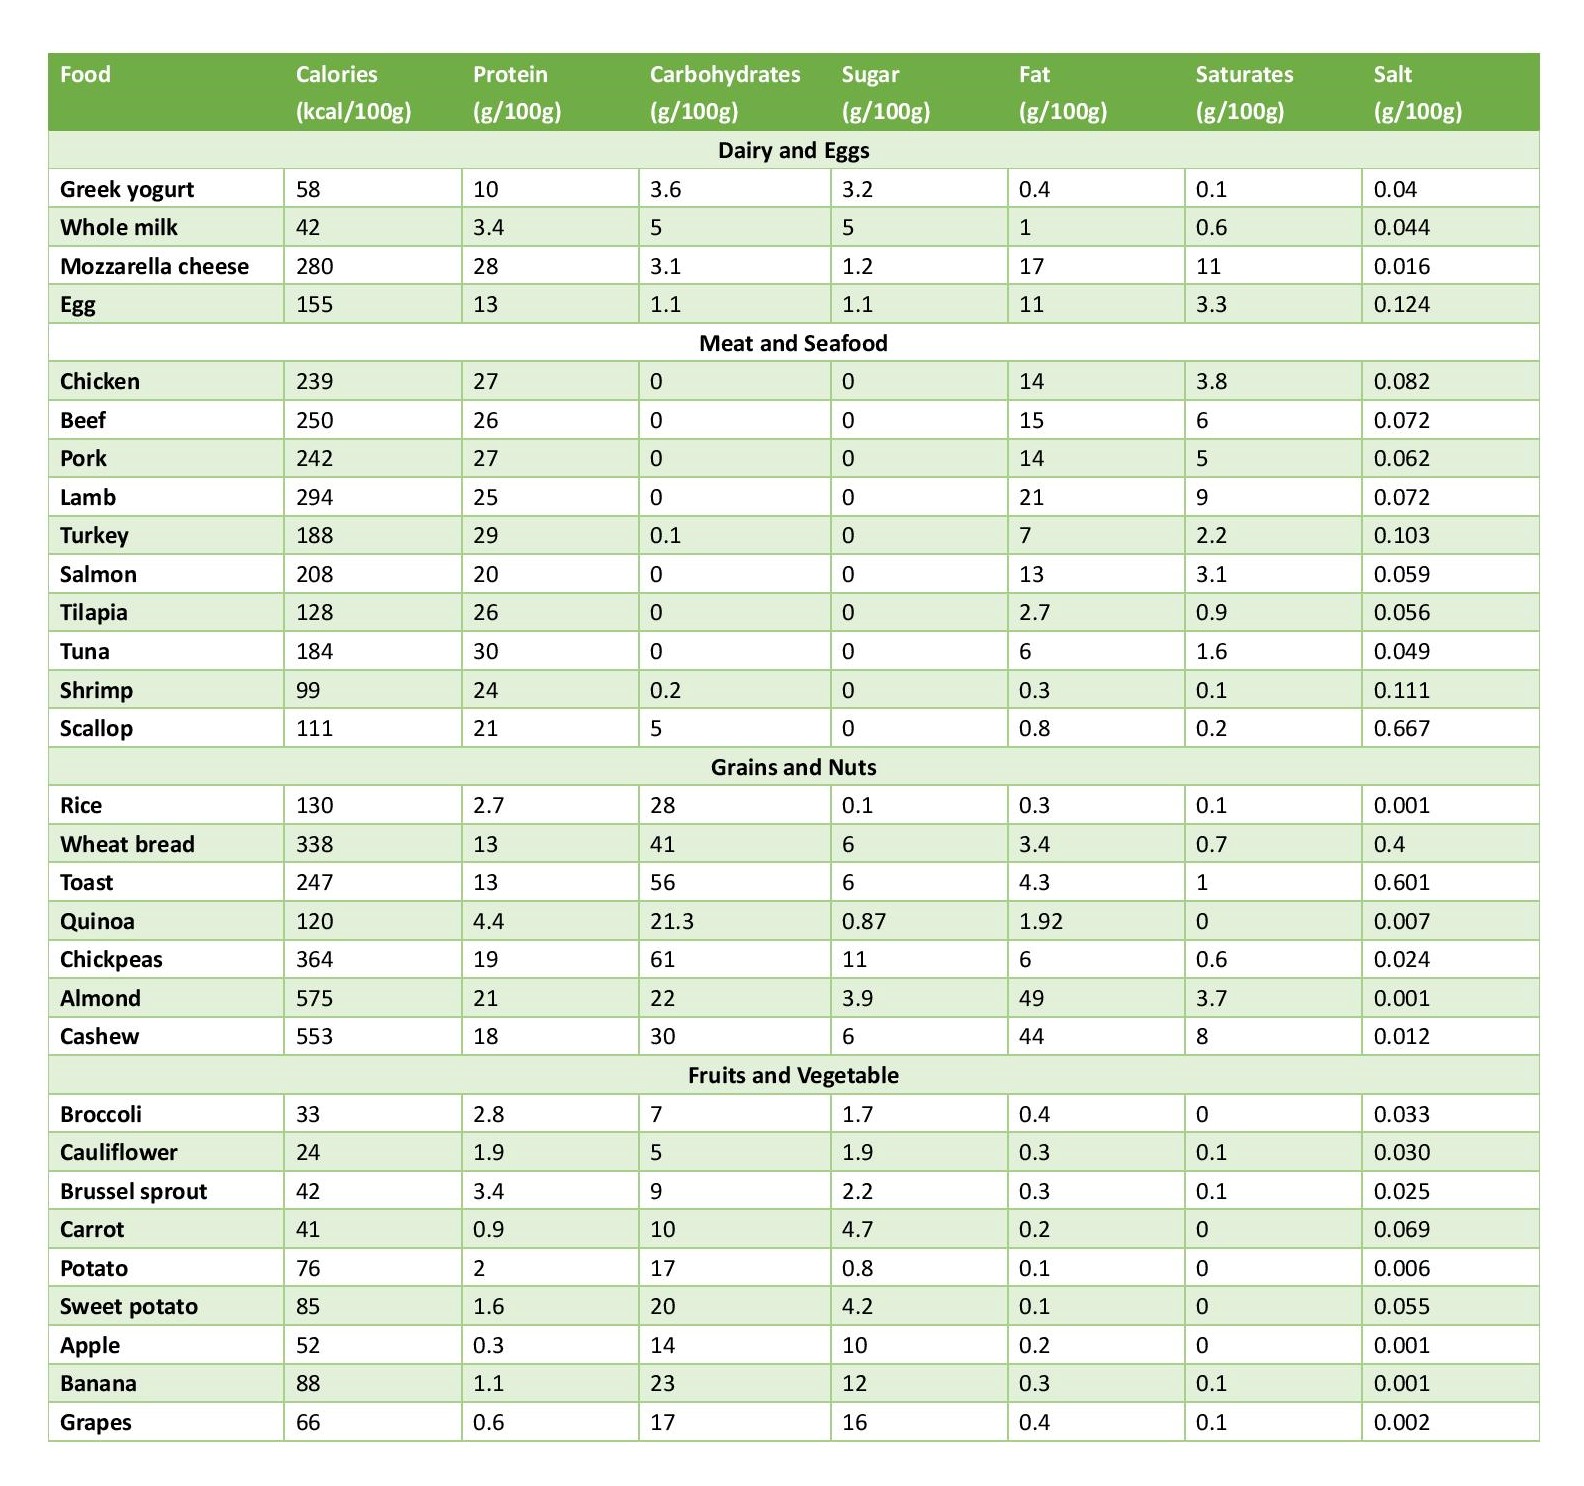 Food Calories Protein Carbohydrates Sugar Fat Saturates Salt
(kcal/100g) (g/100g) (g/100g) (g/100g) (g/100g) (g/100g) (g/100g)
Dairy and Eggs
Greek yogurt 58 10 3.6 3.2 0.4 0.1 0.04
Whole milk 42 3.4 5 5 1 0.6 0.044
Mozzarella cheese 280 28 3.1 1.2 17 11 0.016
Egg 155 13 1.1 1.1 11 3.3 0.124
Meat and Seafood
Chicken 239 27 0 0 14 3.8 0.082
Beef 250 26 0 0 15 6 0.072
Pork 242 27 0 0 14 5 0.062
Lamb 294 25 0 0 21 9 0.072
Turkey 188 29 0.1 0 7 2.2 0.103
Salmon 208 20 0 0 13 3.1 0.059
Tilapia 128 26 0 0 2.7 0.9 0.056
Tuna 184 30 0 0 6 1.6 0.049
Shrimp 99 24 0.2 0 0.3 0.1 0.111
Scallop 111 21 5 0 0.8 0.2 0.667
Grains and Nuts
Rice 130 2.7 28 0.1 0.3 0.1 0.001
Wheat bread 338 13 41 6 3.4 0.7 0.4
Toast 247 13 56 6 4.3 1 0.601
Quinoa 120 4.4 21.3 0.87 1.92 0 0.007
Chickpeas 364 19 61 11 6 0.6 0.024
Almond 575 21 22 3.9 49 3.7 0.001
Cashew 553 18 30 6 44 8 0.012
Fruits and Vegetable
Broccoli 33 2.8 7 1.7 0.4 0 0.033
Cauliflower 24 1.9 5 1.9 0.3 0.1 0.030
Brussel sprout 42 3.4 9 2.2 0.3 0.1 0.025
Carrot 41 0.9 10 4.7 0.2 0 0.069
Potato 76 2 17 0.8 0.1 0 0.006
Sweet potato 85 1.6 20 4.2 0.1 0 0.055
Apple 52 0.3 14 10 0.2 0 0.001
Banana 88 1.1 23 12 0.3 0.1 0.001
Grapes 66 0.6 17 16 0.4 0.1 0.002